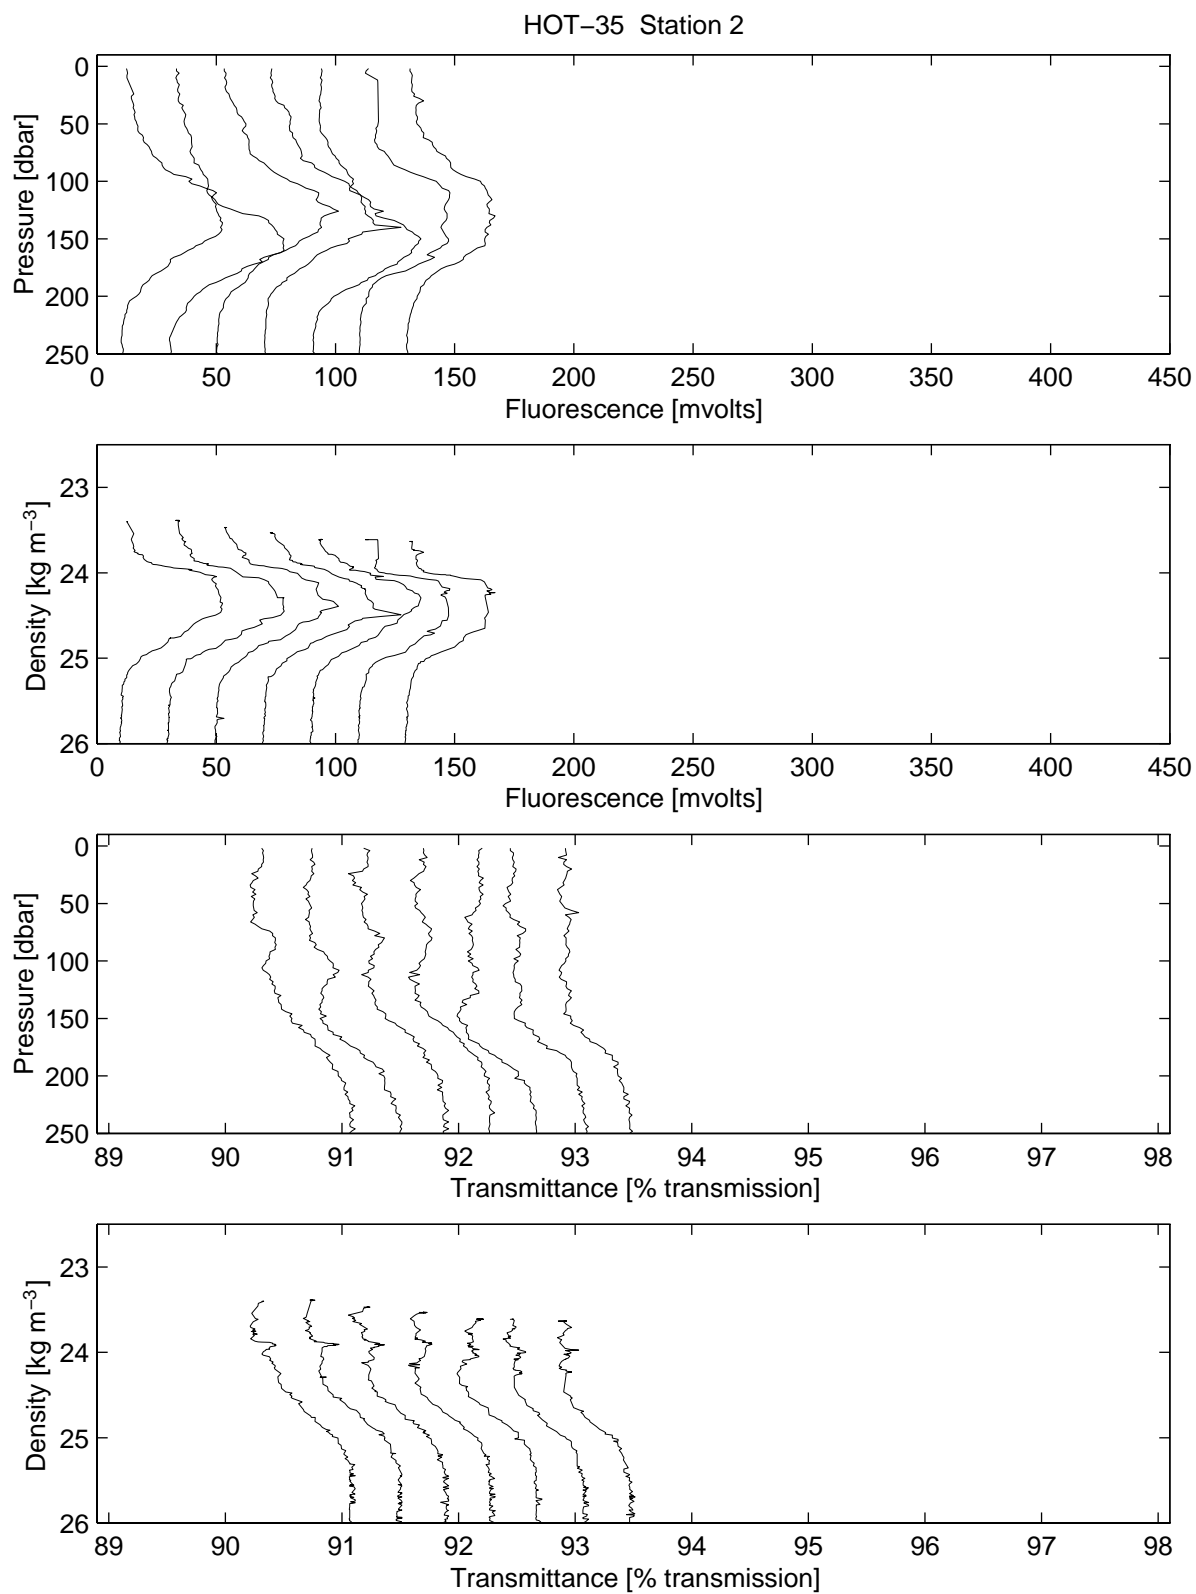 HOT−35 Station 2
0
50
100
150
200
250
Pressure [dbar]
0 50 100 150 200 250 300 350 400 450
Fluorescence [mvolts]
23
24
25
26
Density [kg m−3]
0 50 100 150 200 250 300 350 400 450
Fluorescence [mvolts]
0
50
100
150
200
250
Pressure [dbar]
89 90 91 92 93 94 95 96 97 98
Transmittance [% transmission]
23
24
25
26
Density [kg m−3]
89 90 91 92 93 94 95 96 97 98
Transmittance [% transmission]